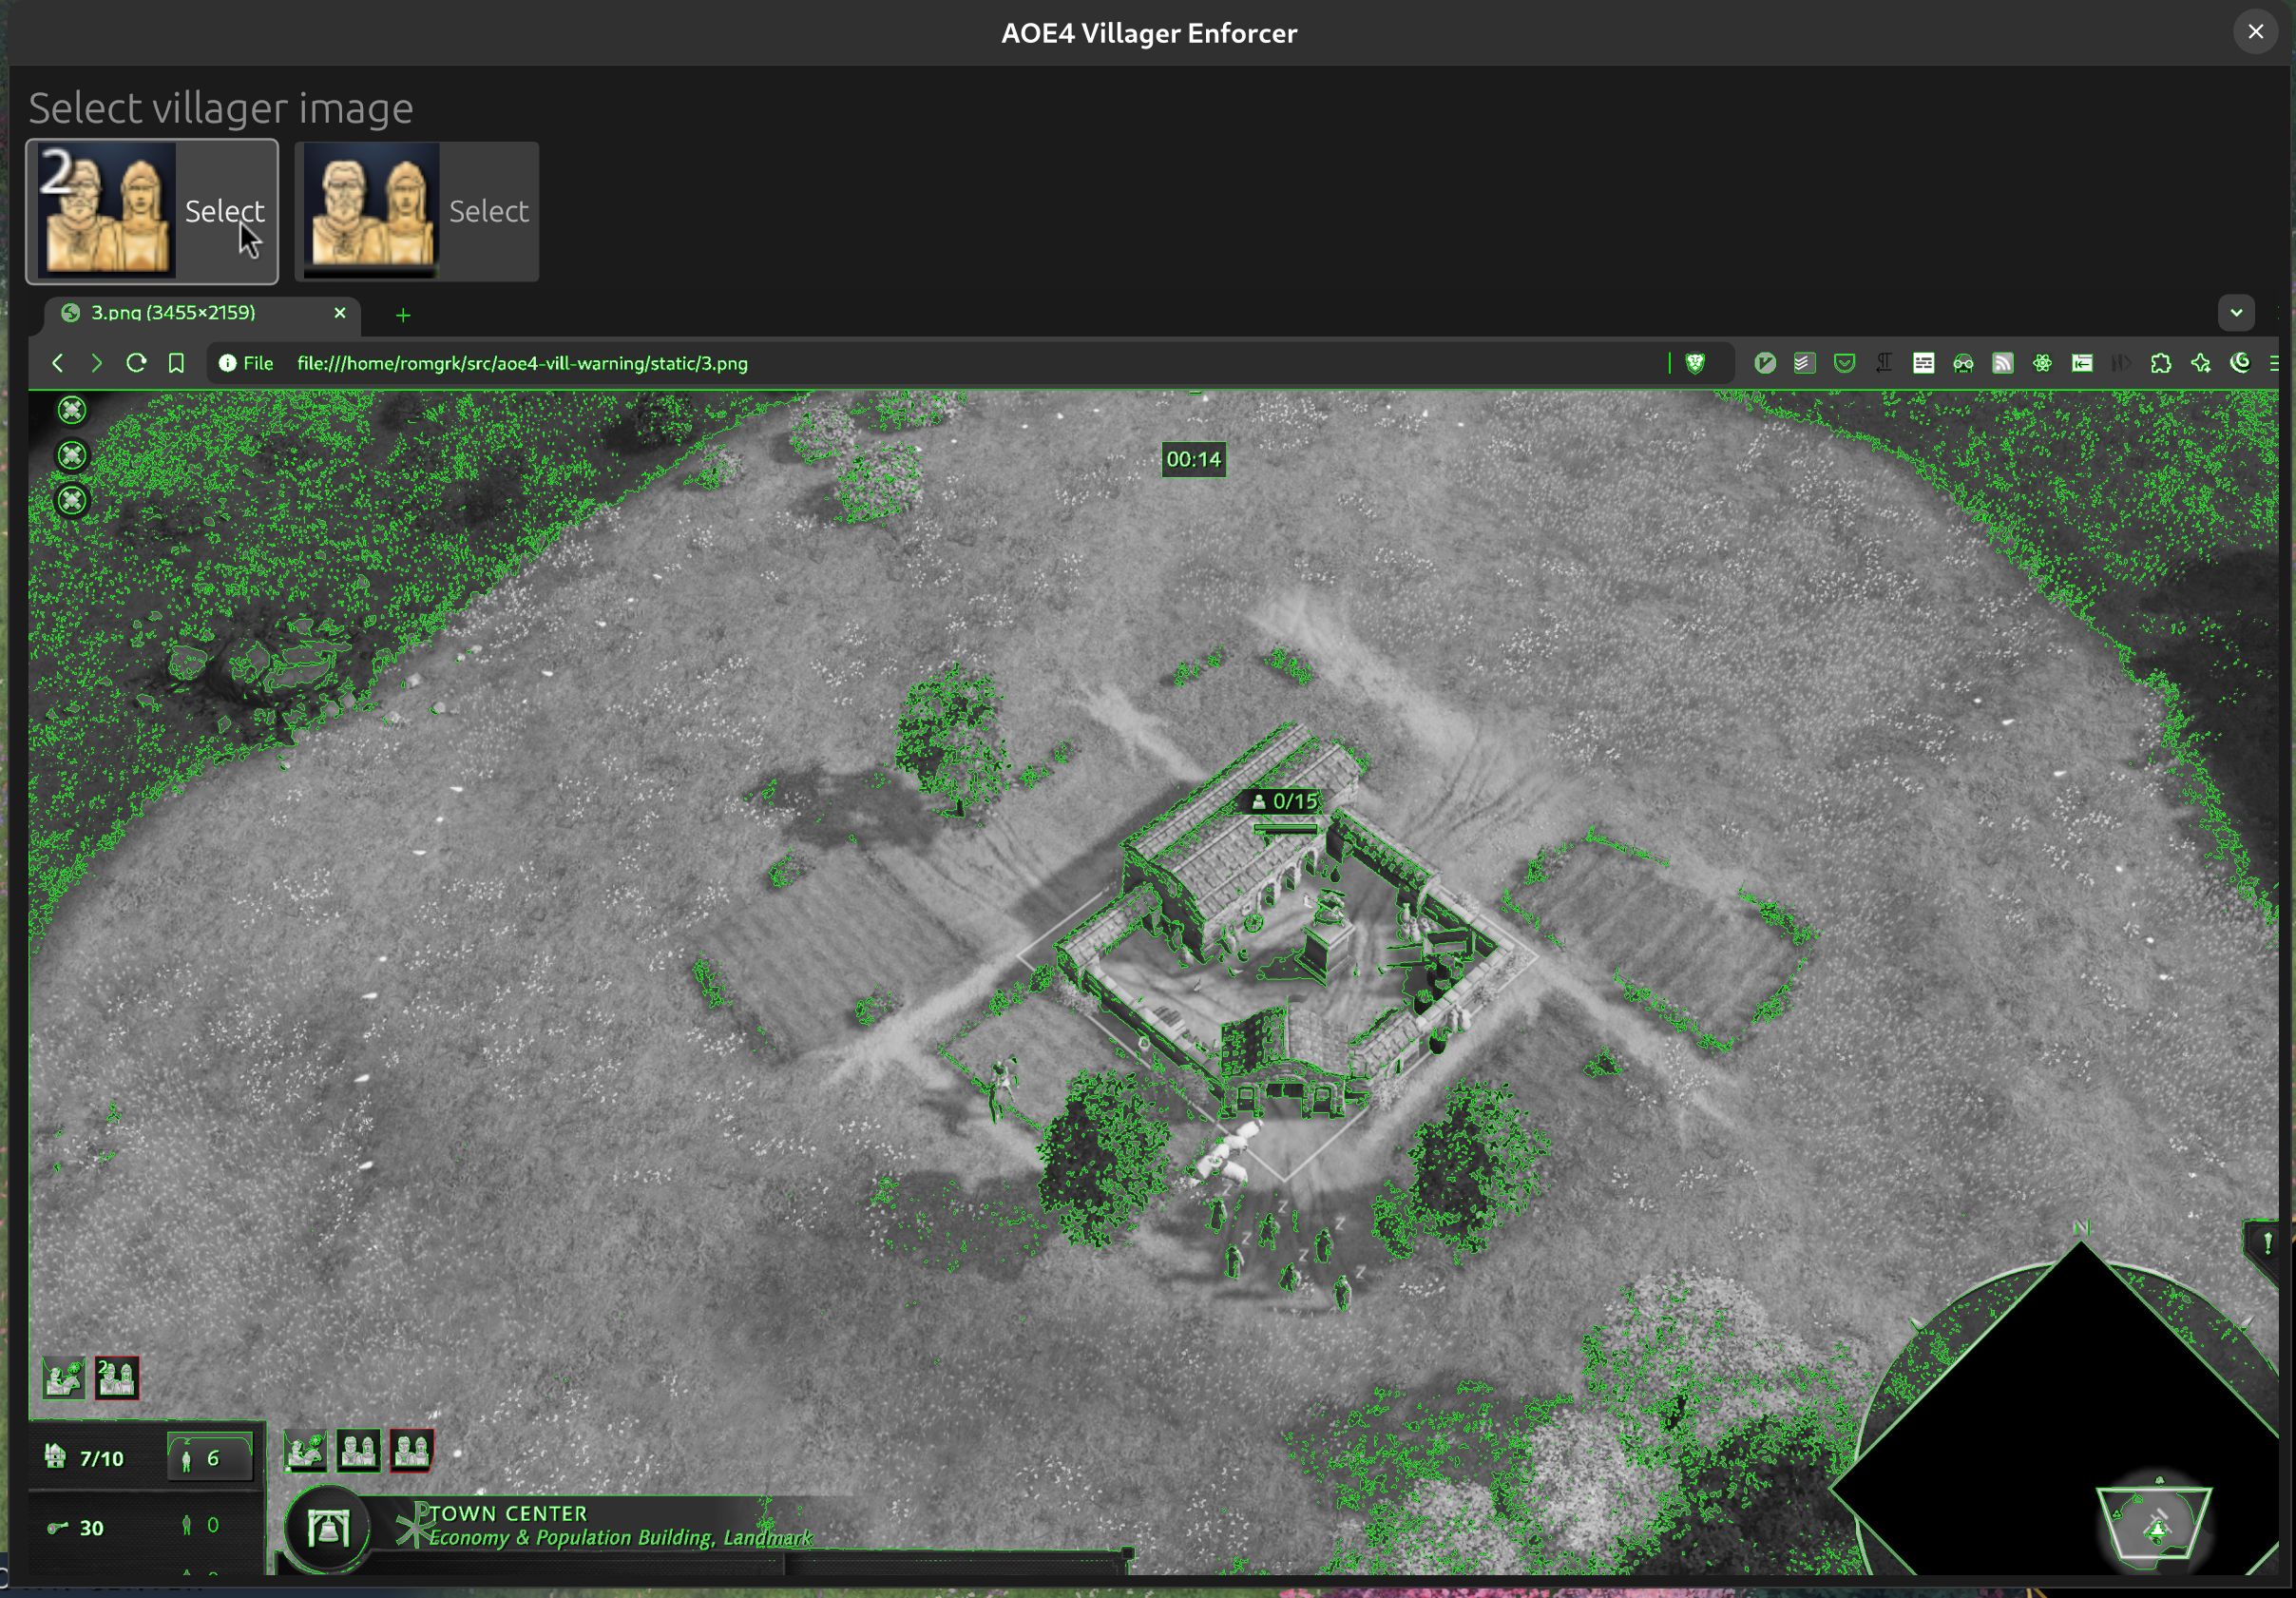 AOE4 Villager Enforcer
Select villager image
2
Select
Select
3.png (3455×2159)
File
file:///home/romgrk/src/aoe4-vill-warning/static/3.png
00:14
0/15
z
z
z
z
z
N
!
2
7/10
z
6
30
0
TOWN CENTER
Economy & Population Building, Landmark